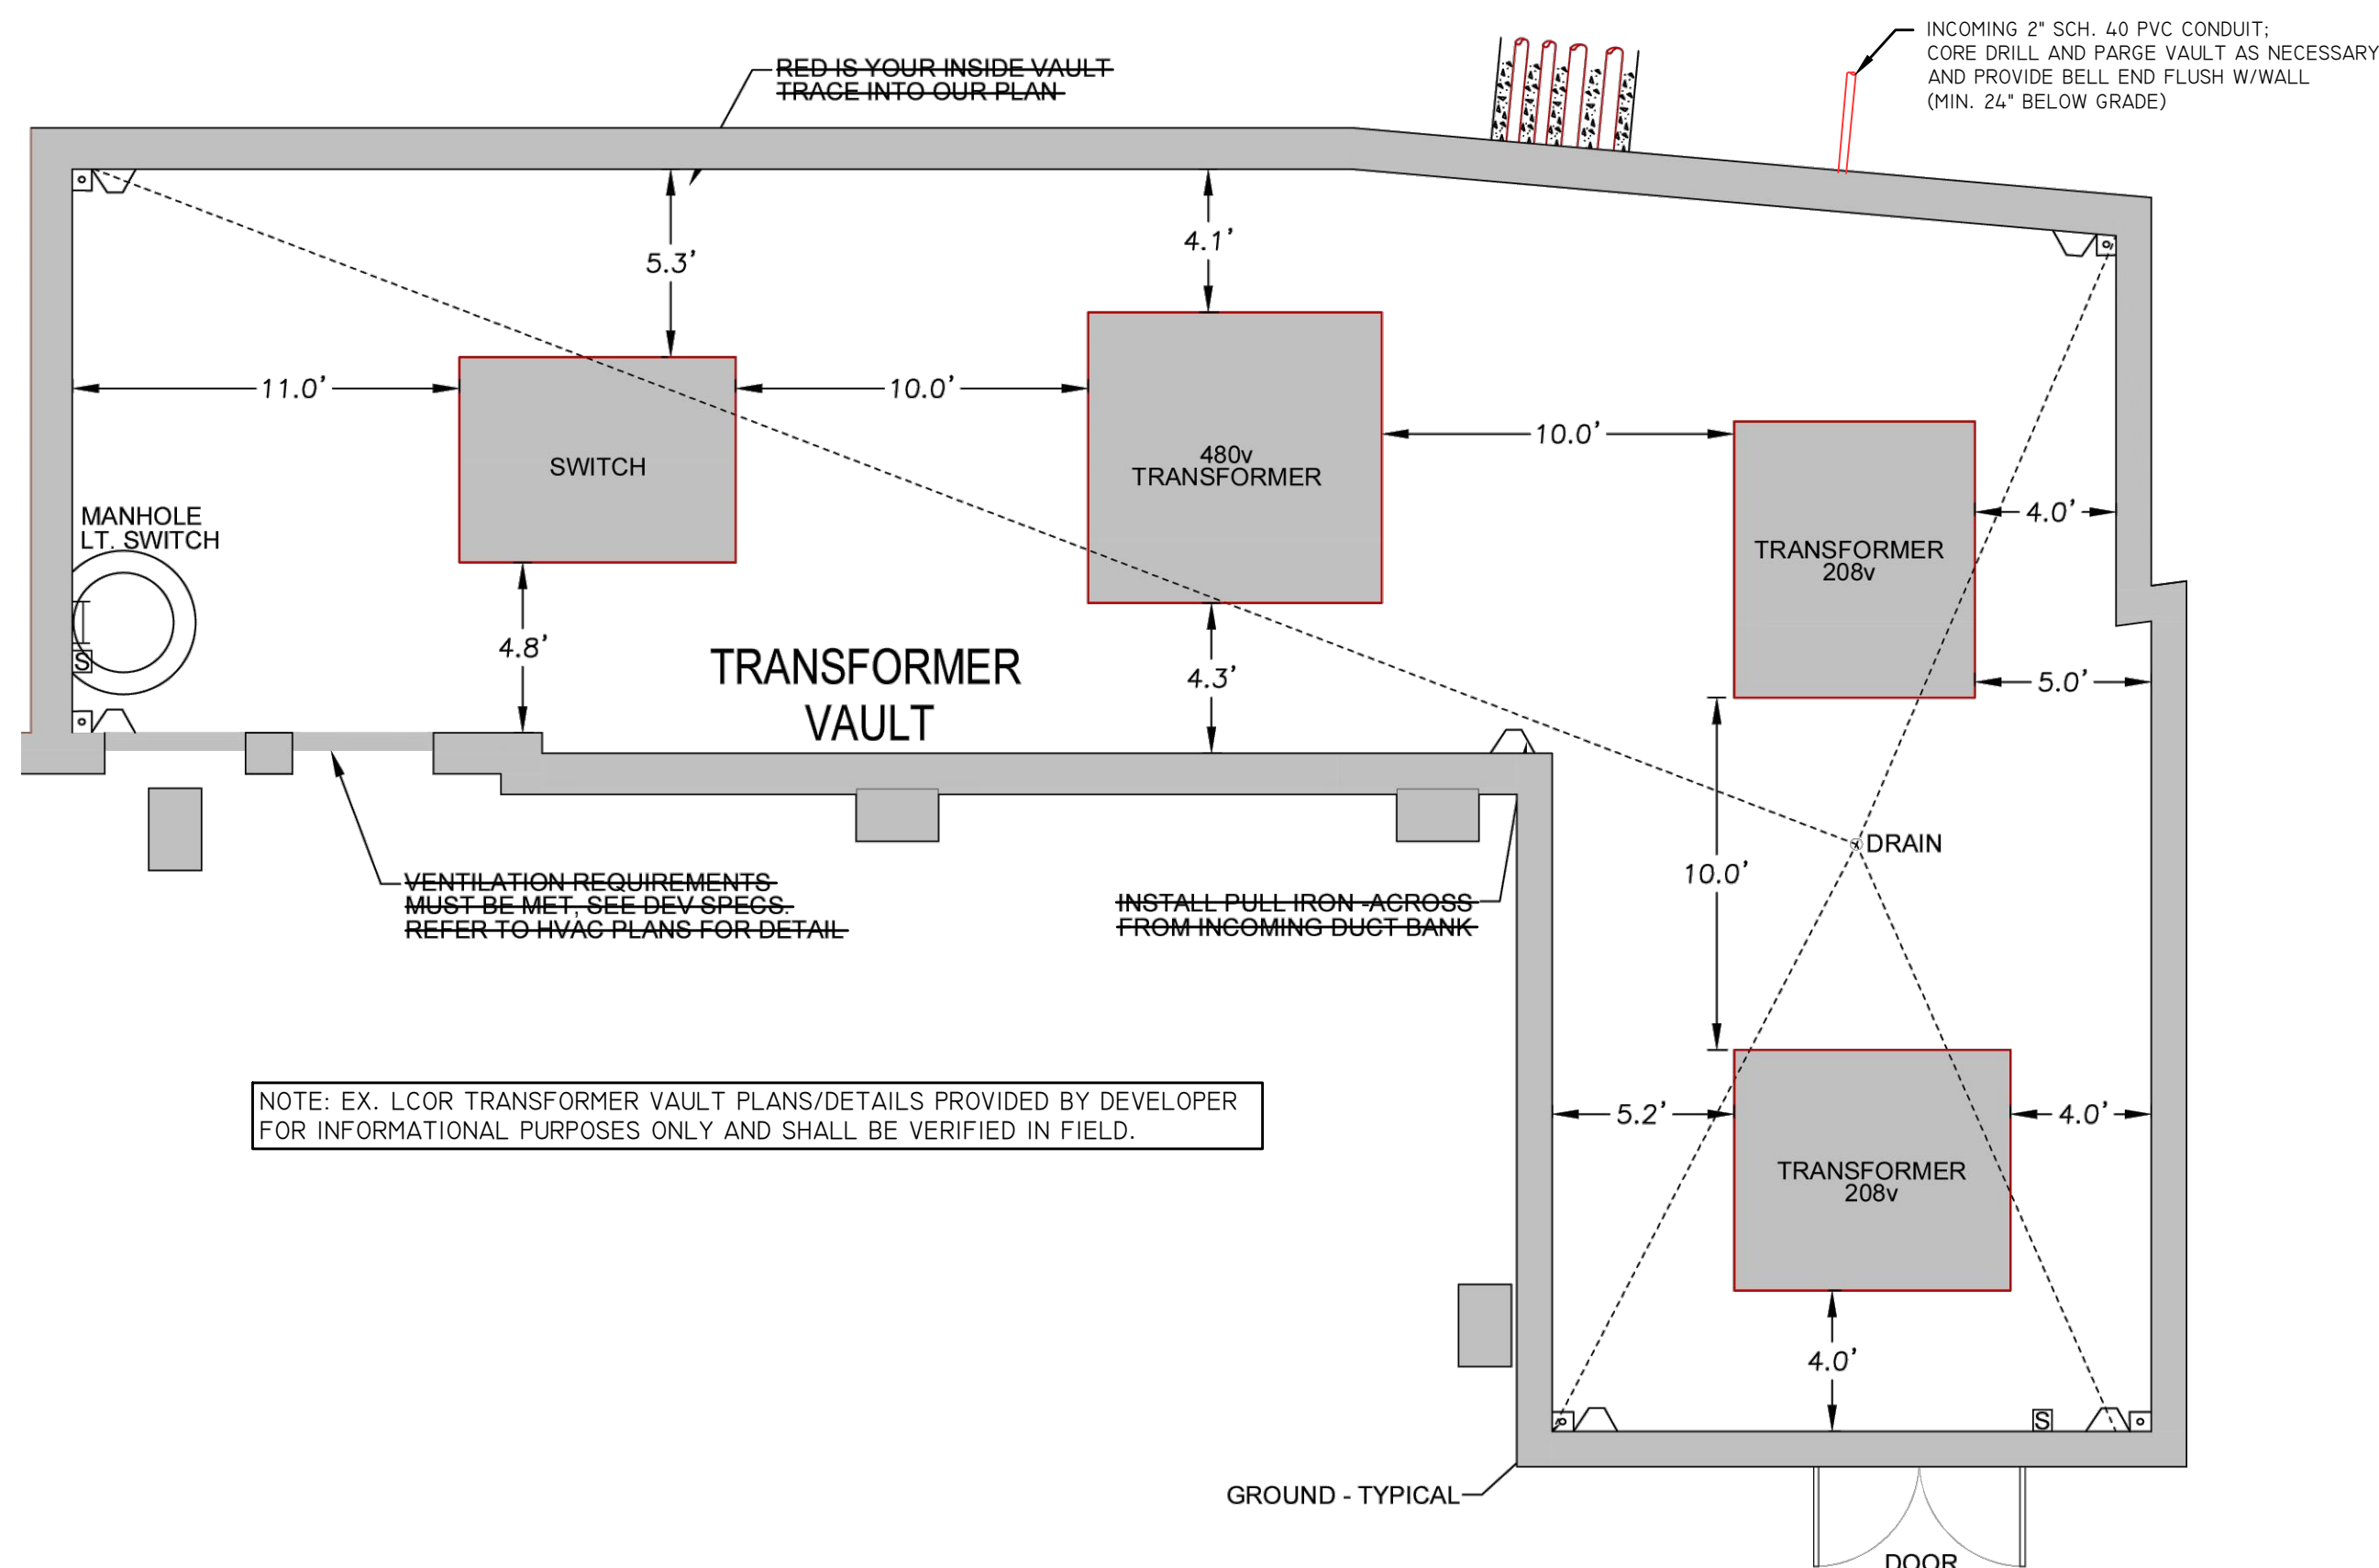 INCOMING 2" SCH. 40 PVC CONDUIT;
CORE DRILL AND PARGE VAULT AS NECESSARY
AND PROVIDE BELL END FLUSH W/WALL
(MIN. 24" BELOW GRADE)
RED IS YOUR INSIDE VAULT
TRACE INTO OUR PLAN
5.3’
4.1’
11.0’
10.0’
10.0’
SWITCH
480v
TRANSFORMER
TRANSFORMER
208v
4.0’
MANHOLE
LT. SWITCH
S
4.8’
TRANSFORMER
VAULT
4.3’
5.0’
10.0’
DRAIN
VENTILATION REQUIREMENTS
MUST BE MET, SEE DEV SPECS.
REFER TO HVAC PLANS FOR DETAIL
INSTALL PULL IRON -ACROSS
FROM INCOMING DUCT BANK
NOTE: EX. LCOR TRANSFORMER VAULT PLANS/DETAILS PROVIDED BY DEVELOPER
FOR INFORMATIONAL PURPOSES ONLY AND SHALL BE VERIFIED IN FIELD.
5.2’
4.0’
TRANSFORMER
208v
4.0’
S
GROUND - TYPICAL
DOOR